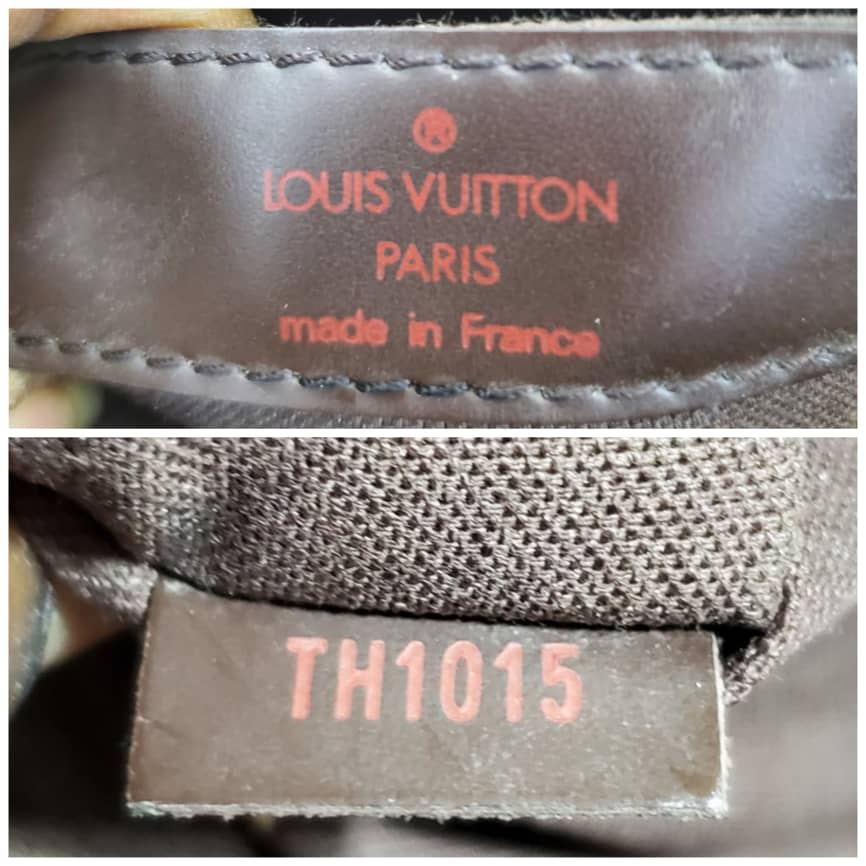 ®
LOUIS VUITTON
PARIS
made in France
TH1015